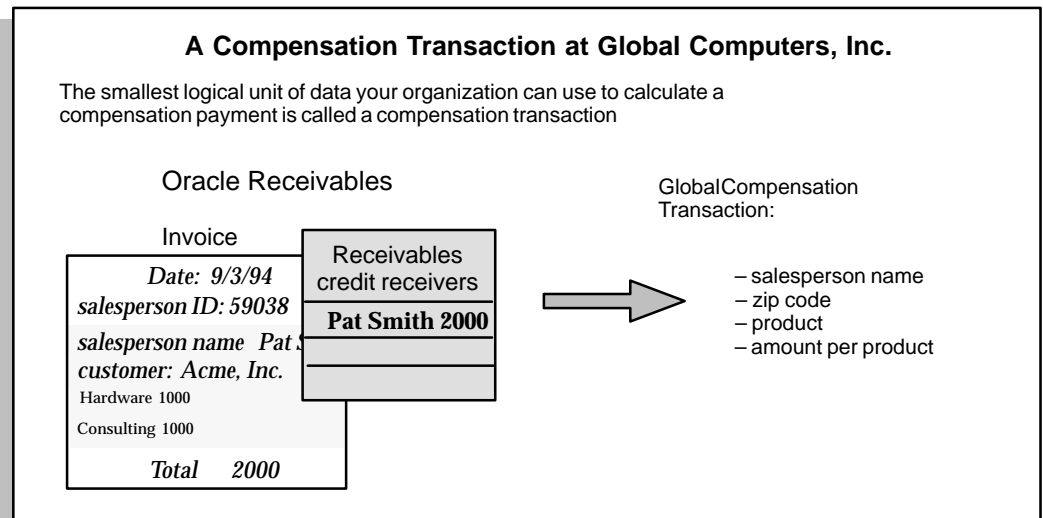 A Compensation Transaction at Global Computers, Inc.
The smallest logical unit of data your organization can use to calculate a
compensation payment is called a compensation transaction
Oracle Receivables
Invoice
Date: 9/3/94
salesperson ID: 59038
salesperson name Pat
customer: Acme, Inc.
Hardware 1000
Consulting 1000
Total 2000
Receivables
credit receivers
Pat Smith 2000
GlobalCompensation
Transaction:
– salesperson name
– zip code
– product
– amount per product